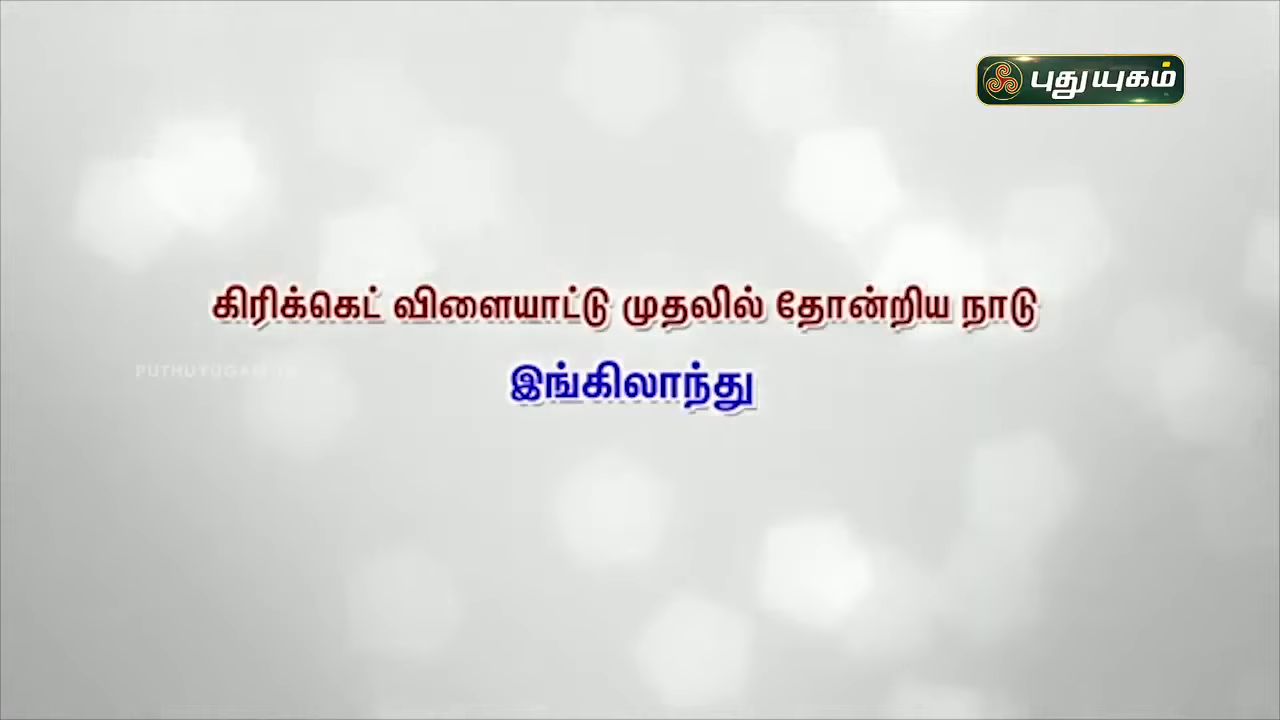 புதுயுகம்
கிரிக்கெட் விளையாட்டு முதலில் தோன்றிய நாடு
இங்கிலாந்து